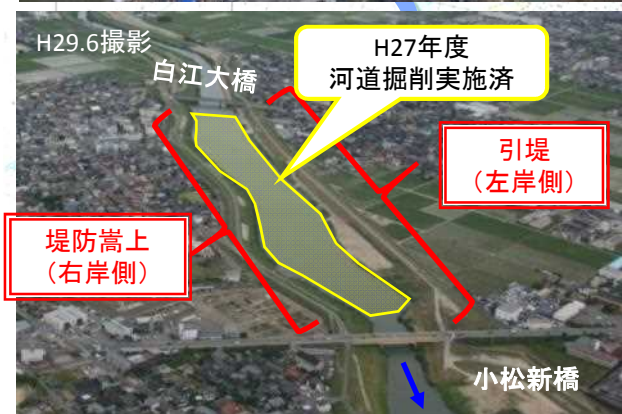 H29.6撮影
白江大橋
H27年度
河道掘削実施済
引堤
（左岸側）
堤防嵩上
（右岸側）
小松新橋